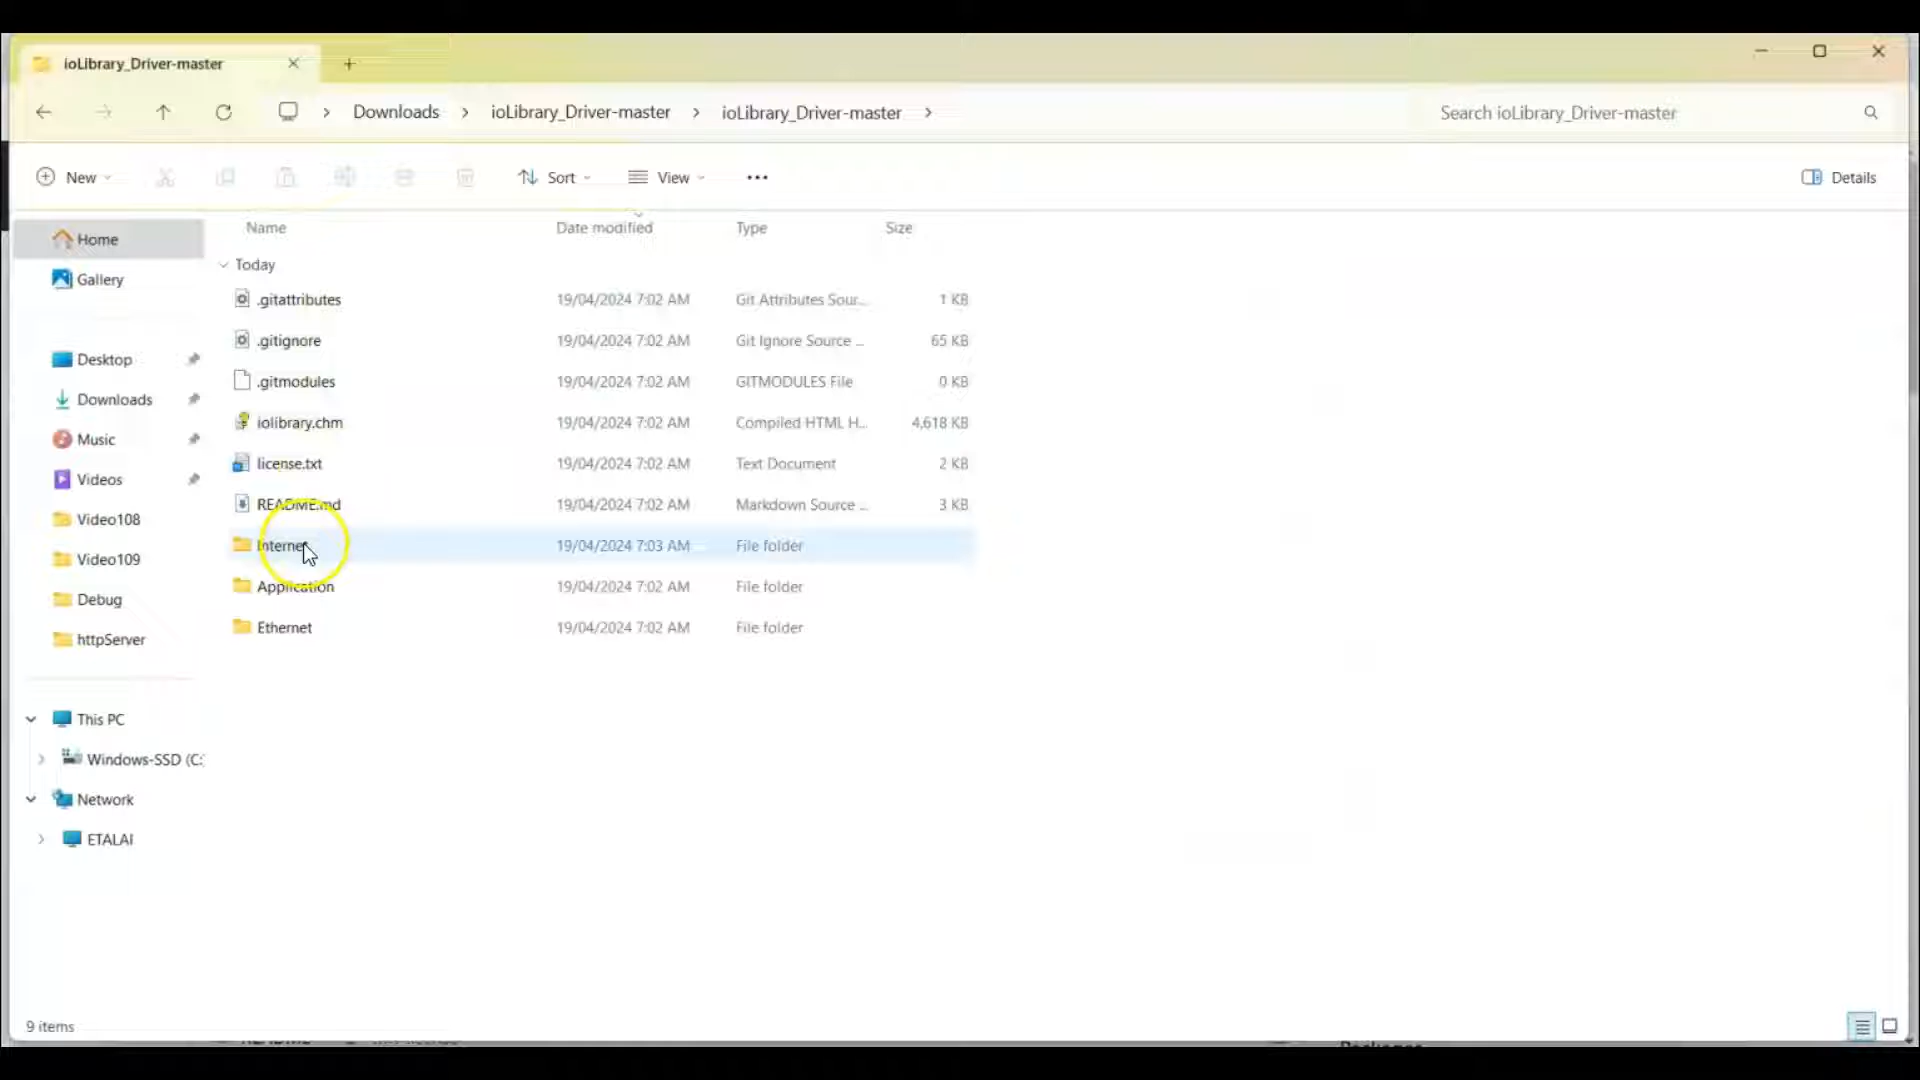 ioLibrary_Driver-master
Downloads ioLibrary_Driver-master ioLibrary_Driver-master Search ioLibrary_Driver-master
New Sort View ••• Details
Home
Gallery
Desktop
Downloads
Music
Videos
Video108
Video109
Debug
httpServer
This PC
Windows-SSD (C:
Network
ETALAI
Name Date modified Type Size
Today
.gitattributes 19/04/2024 7:02 AM Git Attributes Sour... 1 KB
.gitignore 19/04/2024 7:02 AM Git Ignore Source ... 65 KB
.gitmodules 19/04/2024 7:02 AM GITMODULES File 0 KB
iolibrary.chm 19/04/2024 7:02 AM Compiled HTML H... 4,618 KB
license.txt 19/04/2024 7:02 AM Text Document 2 KB
README.md 19/04/2024 7:02 AM Markdown Source ... 3 KB
Internet 19/04/2024 7:03 AM File folder
Application 19/04/2024 7:02 AM File folder
Ethernet 19/04/2024 7:02 AM File folder
9 items